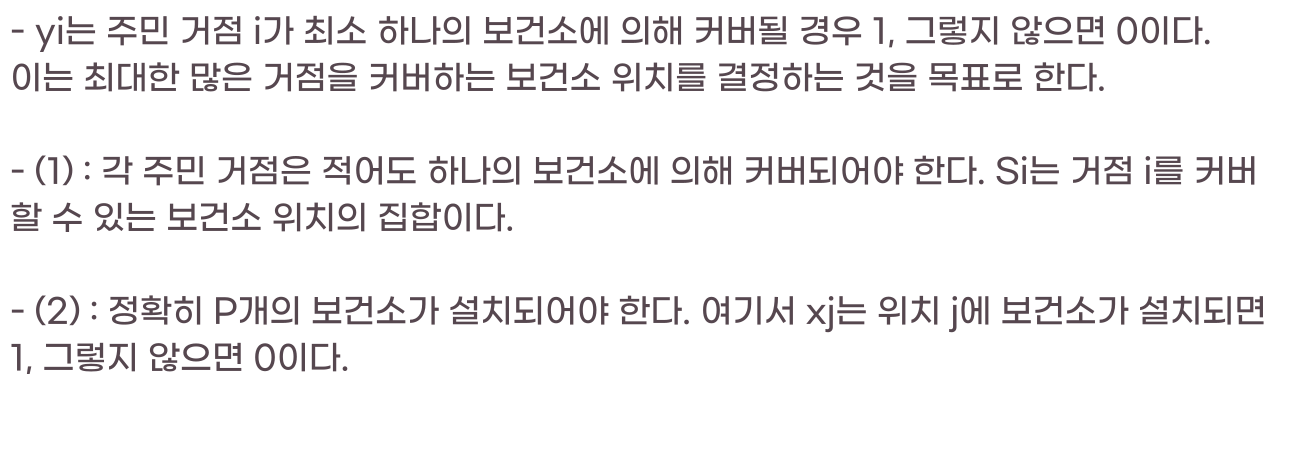 - yi는 주민 거점 i가 최소 하나의 보건소에 의해 커버될 경우 1, 그렇지 않으면 0이다.
이는 최대한 많은 거점을 커버하는 보건소 위치를 결정하는 것을 목표로 한다.
- (1) : 각 주민 거점은 적어도 하나의 보건소에 의해 커버되어야 한다. Si는 거점 i를 커버
할 수 있는 보건소 위치의 집합이다.
- (2) : 정확히 P개의 보건소가 설치되어야 한다. 여기서 xj는 위치 j에 보건소가 설치되면
1, 그렇지 않으면 0이다.